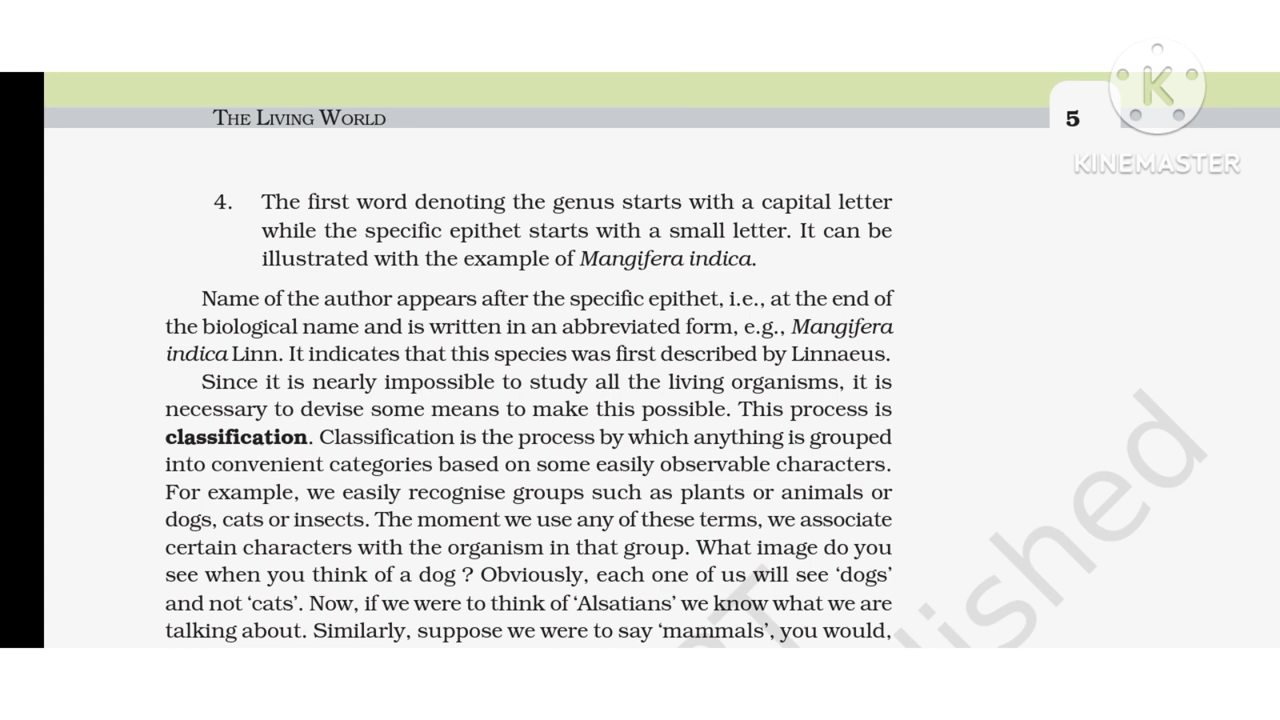 THE LIVING WORLD
5
K
KINEMASTER
4. The first word denoting the genus starts with a capital letter
while the specific epithet starts with a small letter. It can be
illustrated with the example of Mangifera indica.
Name of the author appears after the specific epithet, i.e., at the end of
the biological name and is written in an abbreviated form, e.g., Mangifera
indica Linn. It indicates that this species was first described by Linnaeus.
Since it is nearly impossible to study all the living organisms, it is
necessary to devise some means to make this possible. This process is
classification. Classification is the process by which anything is grouped
into convenient categories based on some easily observable characters.
For example, we easily recognise groups such as plants or animals or
dogs, cats or insects. The moment we use any of these terms, we associate
certain characters with the organism in that group. What image do you
see when you think of a dog ? Obviously, each one of us will see ‘dogs’
and not ‘cats’. Now, if we were to think of ‘Alsatians’ we know what we are
talking about. Similarly, suppose we were to say ‘mammals’, you would,